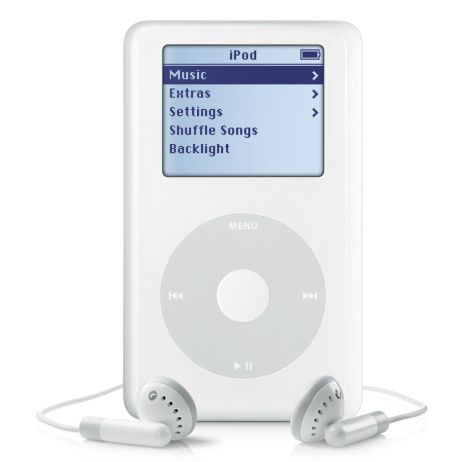 iPod
Music
Extras
Settings
Shuffle Songs
Backlight
MENU